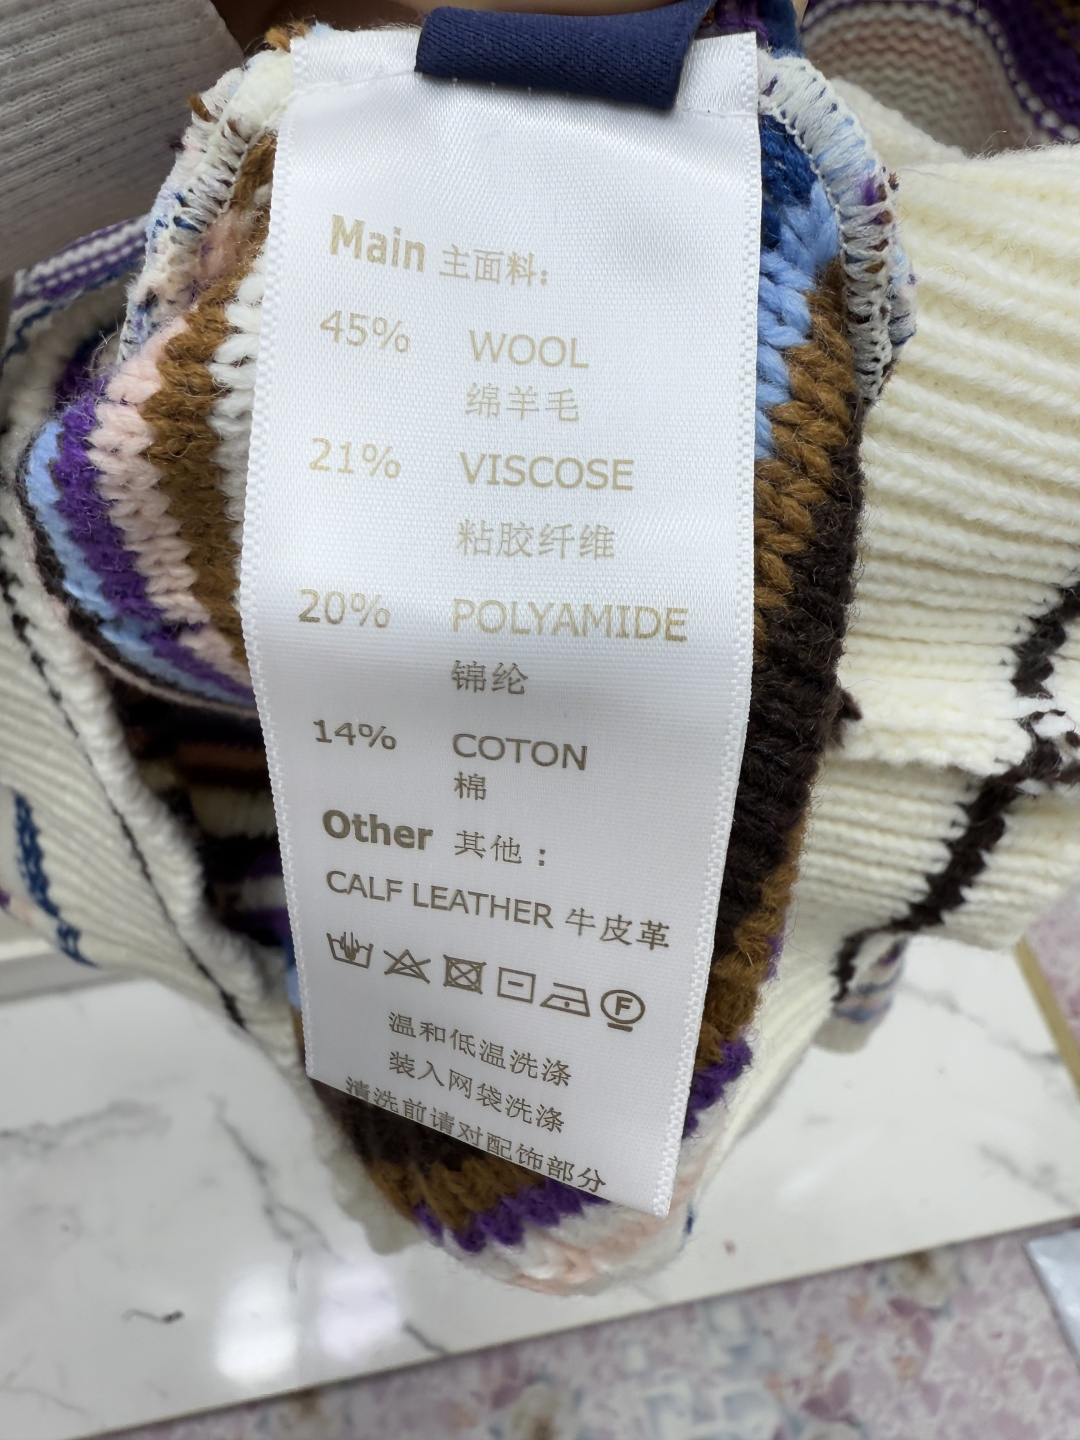 Main 主面料:
45% WOOL
绵羊毛
21% VISCOSE
粘胶纤维
20% POLYAMIDE
锦纶
14% COTON
棉
Other 其他：
CALF LEATHER 牛皮革
F
温和低温洗涤
装入网袋洗涤
清洗前请对配饰部分